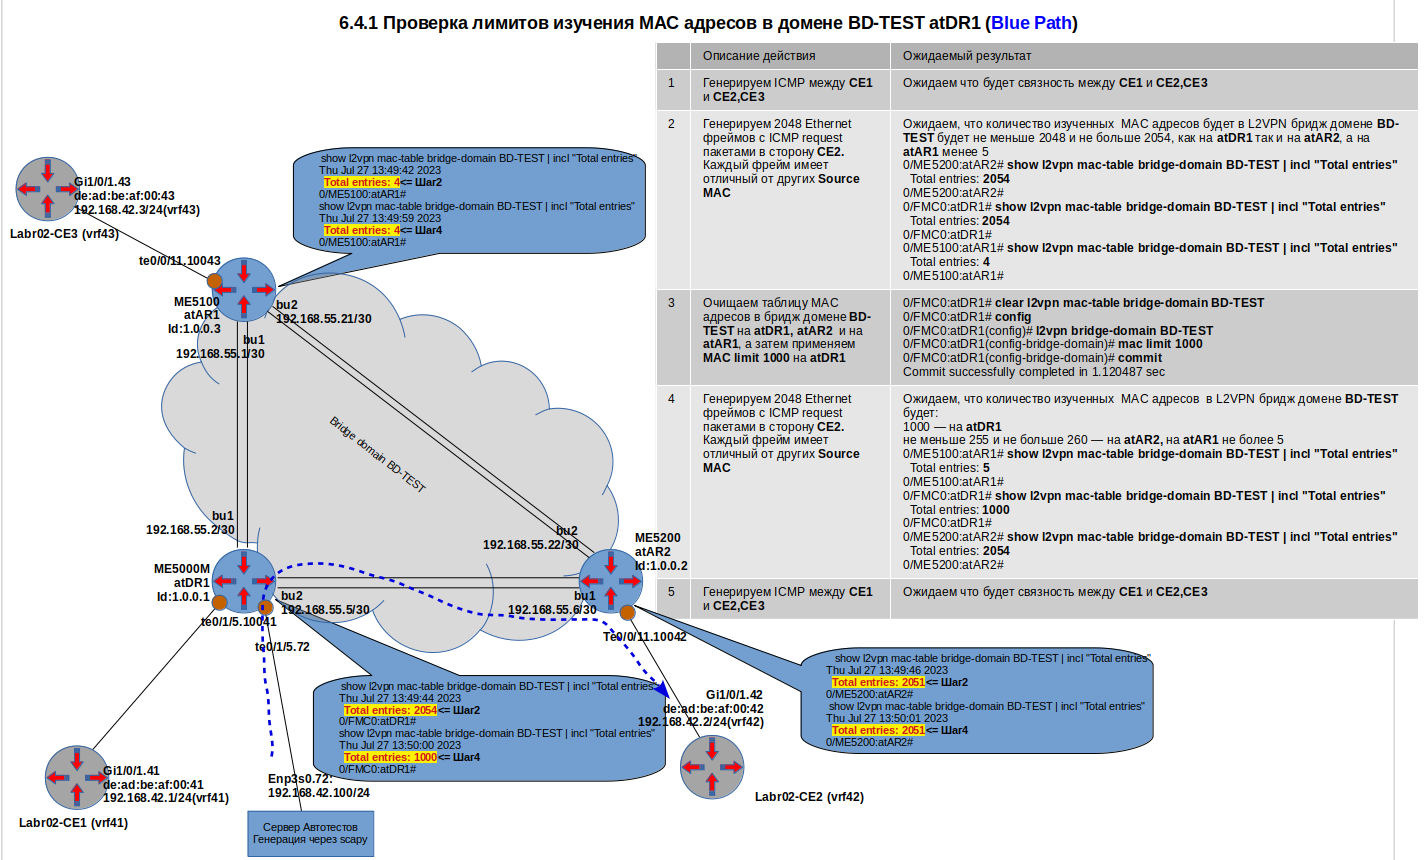 6.4.1 Проверка лимитов изучения MAC адресов в домене BD-TEST atDR1 (Blue Path)
Описание действия
Ожидаемый результат
1
Генерируем ICMP между CE1
и CE2,CE3
Ожидаем что будет связность между CE1 и CE2,CE3
2
Генерируем 2048 Ethernet
фреймов с ICMP request
пакетами в сторону CE2.
Каждый фрейм имеет
отличный от других Source
MAC
Ожидаем, что количество изученных MAC адресов будет в L2VPN бридж домене BD-
TEST будет не меньше 2048 и не больше 2054, как на atDR1 так и на atAR2, а на
atAR1 менее 5
0/ME5200:atAR2# show l2vpn mac-table bridge-domain BD-TEST | incl "Total entries"
Total entries: 2054
0/ME5200:atAR2#
0/FMC0:atDR1# show l2vpn mac-table bridge-domain BD-TEST | incl "Total entries"
Total entries: 2054
0/FMC0:atDR1#
0/ME5100:atAR1# show l2vpn mac-table bridge-domain BD-TEST | incl "Total entries"
Total entries: 4
0/ME5100:atAR1#
3
Очищаем таблицу MAC
адресов в бридж домене BD-
TEST на atDR1, atAR2 и на
atAR1, а затем применяем
MAC limit 1000 на atDR1
0/FMC0:atDR1# clear l2vpn mac-table bridge-domain BD-TEST
0/FMC0:atDR1# config
0/FMC0:atDR1(config)# l2vpn bridge-domain BD-TEST
0/FMC0:atDR1(config-bridge-domain)# mac limit 1000
0/FMC0:atDR1(config-bridge-domain)# commit
Commit successfully completed in 1.120487 sec
4
Генерируем 2048 Ethernet
фреймов с ICMP request
пакетами в сторону CE2.
Каждый фрейм имеет
отличный от других Source
MAC
Ожидаем, что количество изученных MAC адресов в L2VPN бридж домене BD-TEST
будет:
1000 — на atDR1
не меньше 255 и не больше 260 — на atAR2, на atAR1 не более 5
0/ME5100:atAR1# show l2vpn mac-table bridge-domain BD-TEST | incl "Total entries"
Total entries: 5
0/ME5100:atAR1#
0/FMC0:atDR1# show l2vpn mac-table bridge-domain BD-TEST | incl "Total entries"
Total entries: 1000
0/FMC0:atDR1#
0/ME5200:atAR2# show l2vpn mac-table bridge-domain BD-TEST | incl "Total entries"
Total entries: 2054
0/ME5200:atAR2#
5
Генерируем ICMP между CE1
и CE2,CE3
Ожидаем что будет связность между CE1 и CE2,CE3
show l2vpn mac-table bridge-domain BD-TEST | incl "Total entries"
Thu Jul 27 13:49:42 2023
Total entries: 4<= Шаг2
0/ME5100:atAR1#
show l2vpn mac-table bridge-domain BD-TEST | incl "Total entries"
Thu Jul 27 13:49:59 2023
Total entries: 4<= Шаг4
0/ME5100:atAR1#
Gi1/0/1.43
de:ad:be:af:00:43
192.168.42.3/24(vrf43)
Labr02-CE3 (vrf43)
te0/0/11.10043
ME5100
atAR1
Id:1.0.0.3
bu2
192.168.55.21/30
bu1
192.168.55.1/30
Bridge domain BD-TEST
bu1
192.168.55.2/30
bu2
192.168.55.22/30
ME5200
atAR2
Id:1.0.0.2
ME5000M
atDR1
Id:1.0.0.1
bu2
192.168.55.5/30
bu1
192.168.55.6/30
te0/1/5.10041
te0/1/5.72
Te0/0/11.10042
show l2vpn mac-table bridge-domain BD-TEST | incl "Total entries"
Thu Jul 27 13:49:44 2023
Total entries: 2054<= Шаг2
0/FMC0:atDR1#
show l2vpn mac-table bridge-domain BD-TEST | incl "Total entries"
Thu Jul 27 13:50:00 2023
Total entries: 1000<= Шаг4
0/FMC0:atDR1#
show l2vpn mac-table bridge-domain BD-TEST | incl "Total entries"
Thu Jul 27 13:49:46 2023
Total entries: 2051<= Шаг2
0/ME5200:atAR2#
show l2vpn mac-table bridge-domain BD-TEST | incl "Total entries"
Thu Jul 27 13:50:01 2023
Total entries: 2051<= Шаг4
0/ME5200:atAR2#
Gi1/0/1.42
de:ad:be:af:00:42
192.168.42.2/24(vrf42)
Labr02-CE2 (vrf42)
Gi1/0/1.41
de:ad:be:af:00:41
192.168.42.1/24(vrf41)
Labr02-CE1 (vrf41)
Enp3s0.72:
192.168.42.100/24
Сервер Автотестов
Генерация через scapy